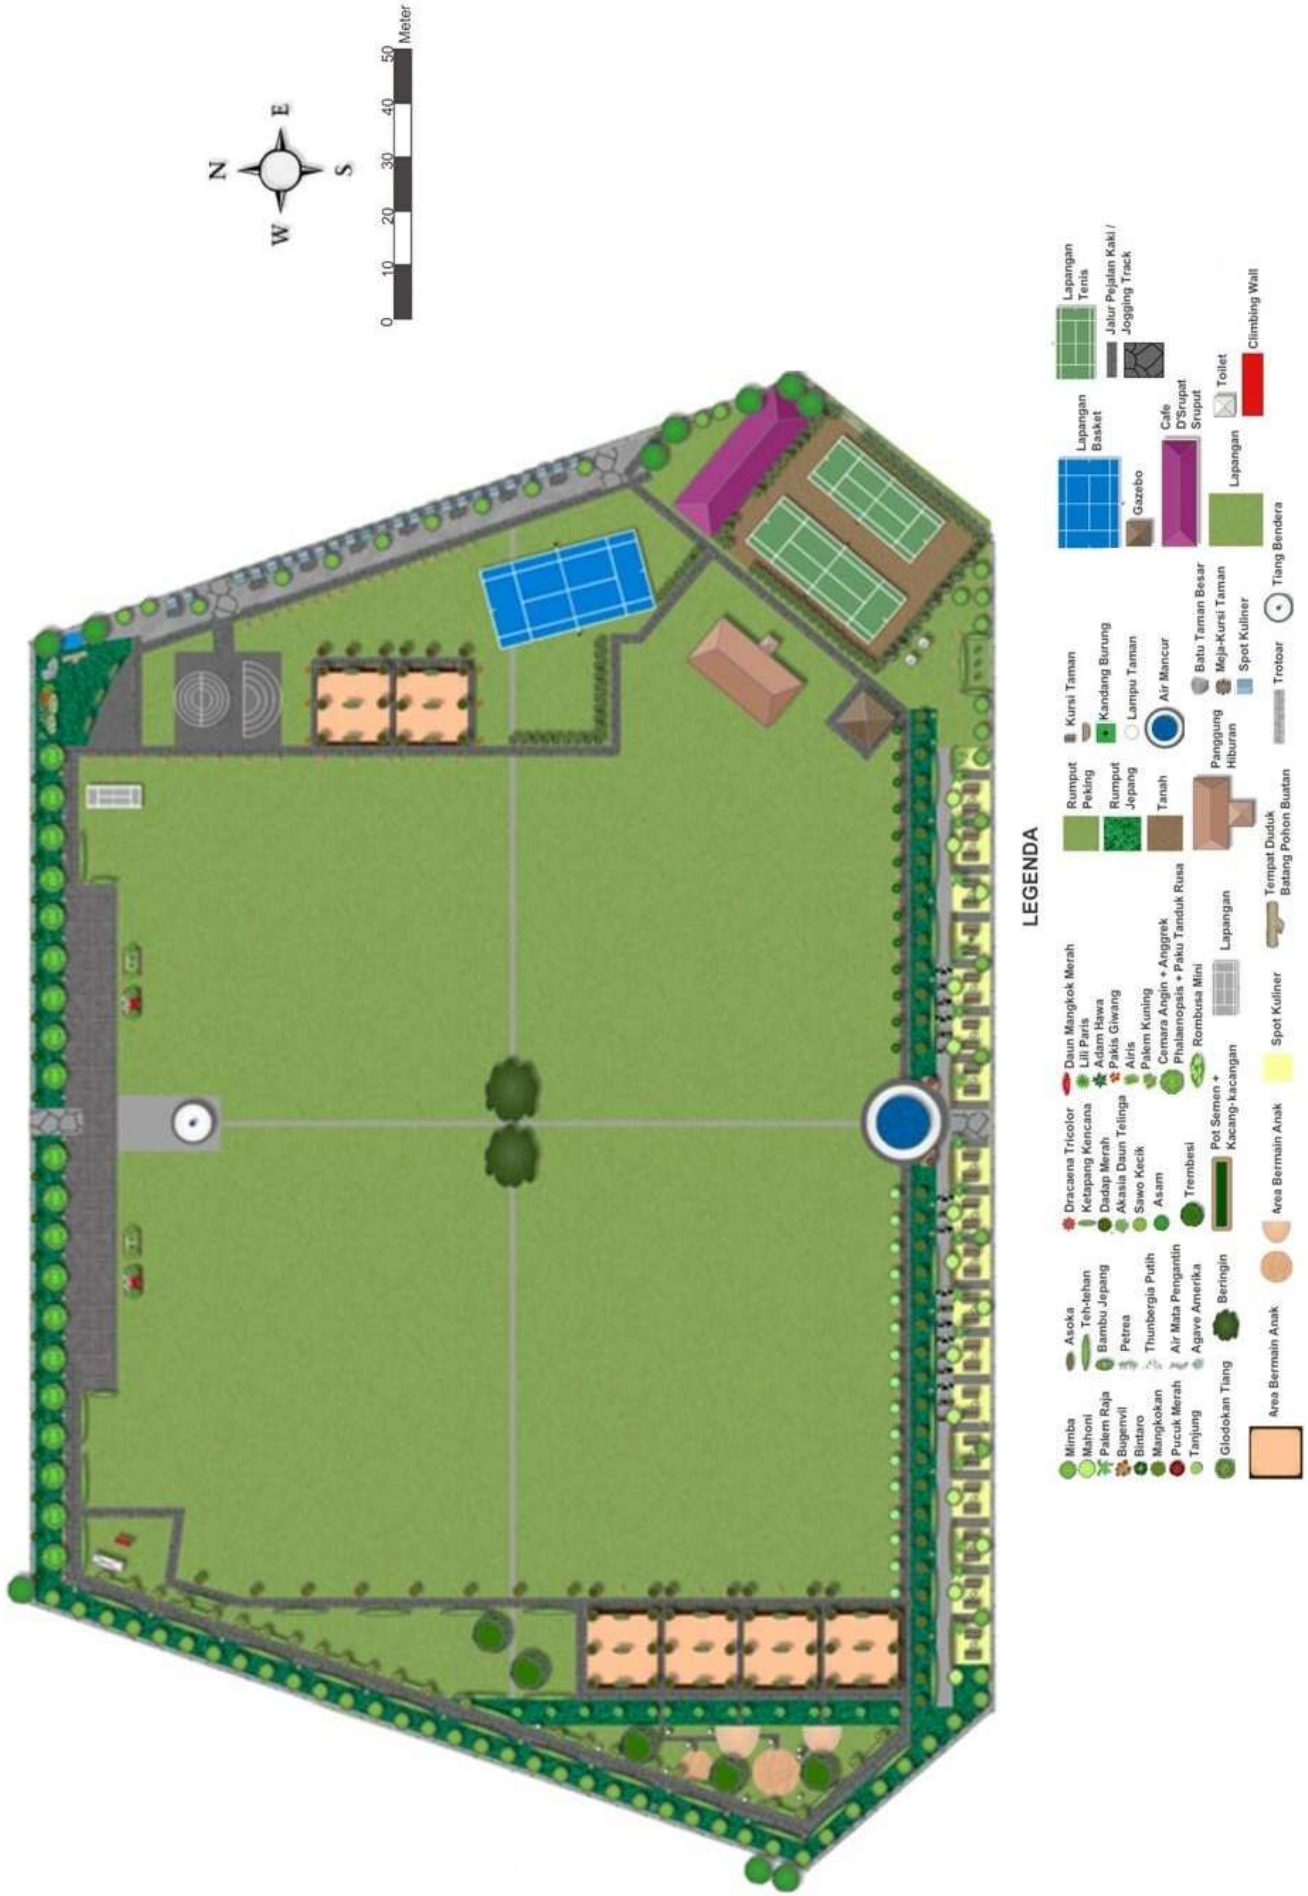 N
W
E
S
0
10
20
30
40
50
Meter
LEGENDA
Mimba
Mahoni
Palem Raja
Bugenvil
Bintaro
Mangkokan
Pucuk Merah
Tanjung
Glodokan Tiang
Asoka
Teh-tehan
Bambu Jepang
Petrea
Thunbergia Putih
Air Mata Pengantin
Agave Amerika
Beringin
Dracaena Tricolor
Ketapang Kencana
Dadap Merah
Akasia Daun Telinga
Sawo Kecik
Asam
Trembesi
Pot Semen +
Kacang-kacangan
Daun Mangkok Merah
Lili Paris
Adam Hawa
Pakis Giwang
Airis
Palem Kuning
Cemara Angin + Anggrek
Phalaenopsis + Paku Tanduk Rusa
Rombusa Mini
Lapangan
Rumput
Peking
Rumput
Jepang
Tanah
Panggung
Hiburan
Kursi Taman
Kandang Burung
Lampu Taman
Air Mancur
Batu Taman Besar
Meja-Kursi Taman
Spot Kuliner
Lapangan
Basket
Gazebo
Cafe
D'Srupat
Sruput
Lapangan
Lapangan
Tenis
Jalur Pejalan Kaki /
Jogging Track
Toilet
Climbing Wall
Area Bermain Anak
Area Bermain Anak
Spot Kuliner
Tempat Duduk
Batang Pohon Buatan
Trotoar
Tiang Bendera